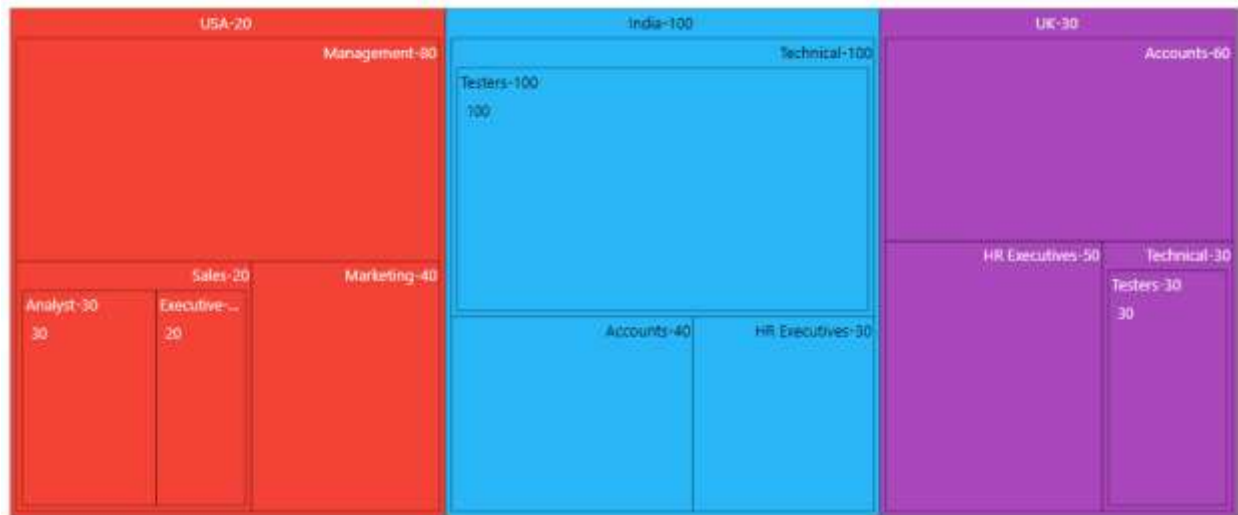 USA-20
Management-80
Sales-20
Analyst-30
30
Executive-...
20
Marketing-40
India-100
Technical-100
Testers-100
100
Accounts-40
HR Executives-30
UK-30
Accounts-60
HR Executives-50
Technical-30
Testers-30
30